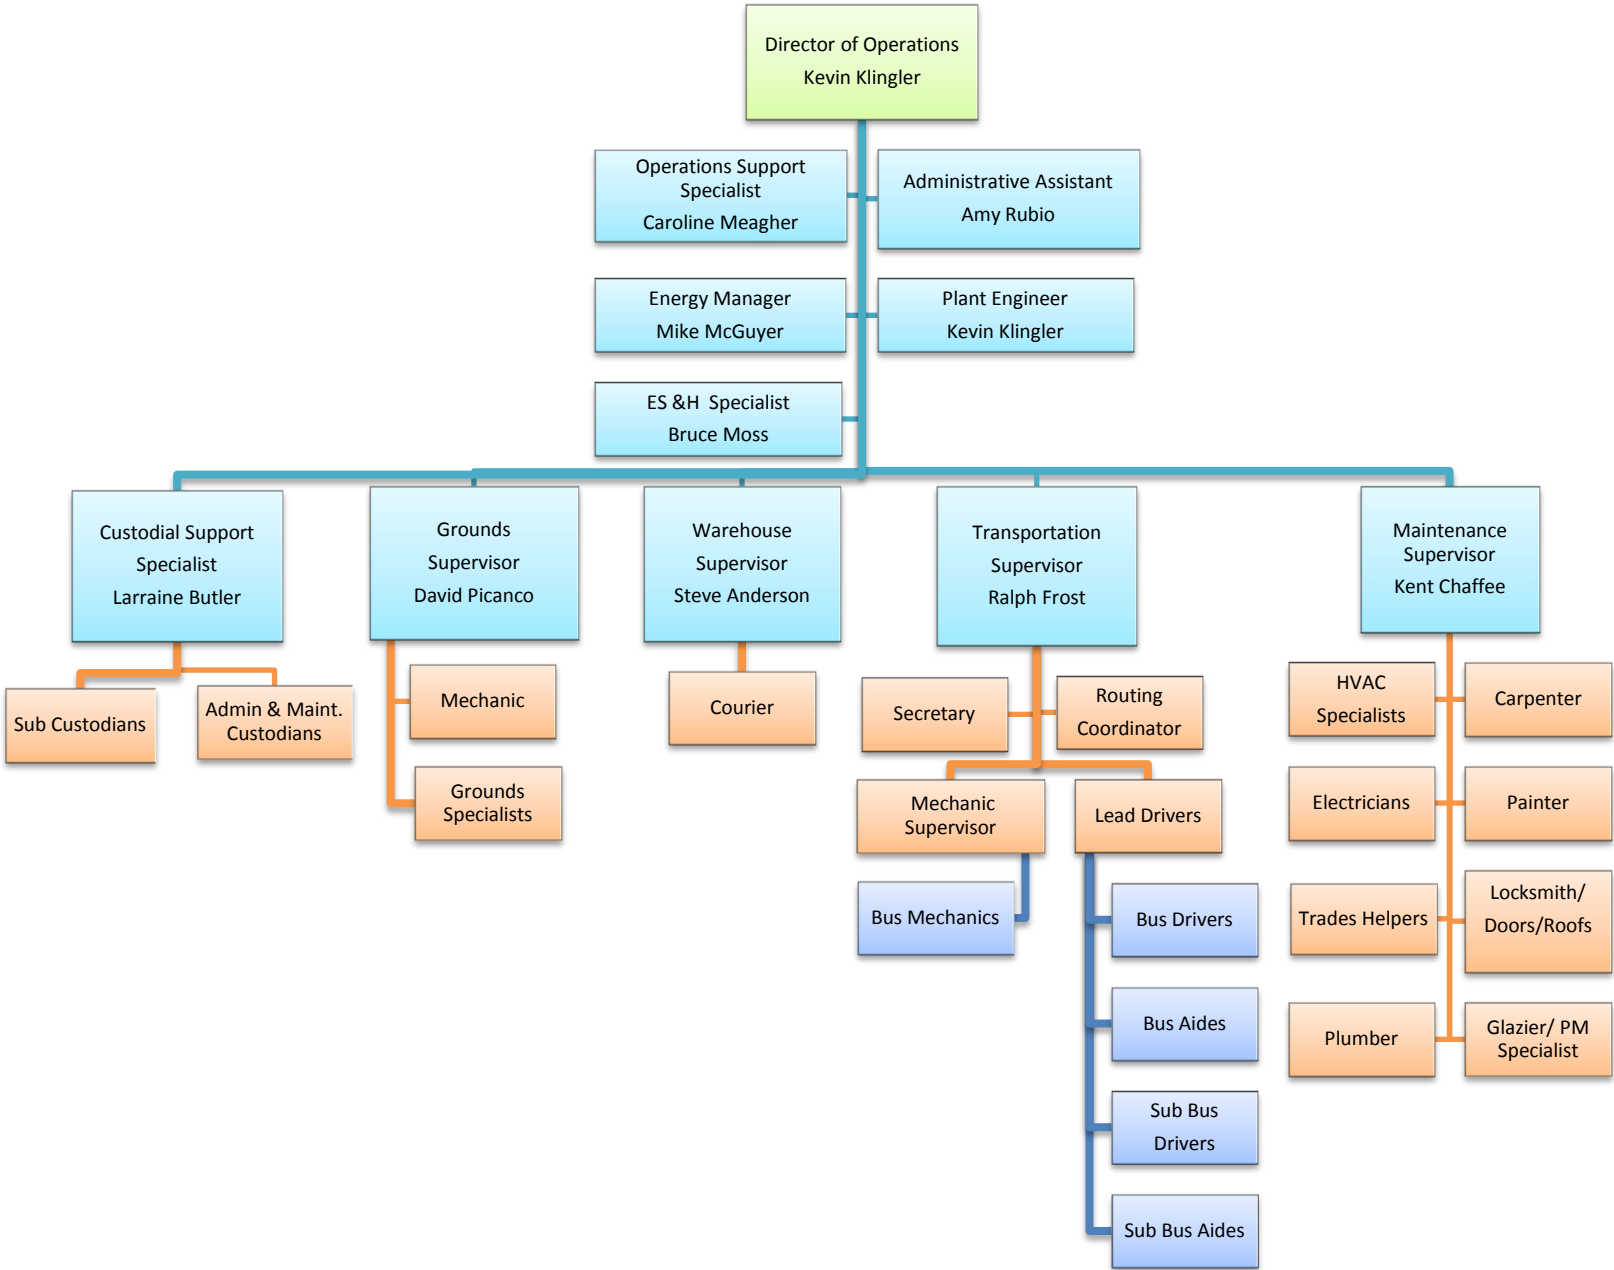 Director of Operations
Kevin Klingler
Operations Support
Specialist
Caroline Meagher
Administrative Assistant
Amy Rubio
Energy Manager
Mike McGuyer
Plant Engineer
Kevin Klingler
ES &H  Specialist
Bruce Moss
Custodial Support
Specialist
Larraine Butler
Grounds
Supervisor
David Picanco
Warehouse
Supervisor
Steve Anderson
Transportation
Supervisor
Ralph Frost
Maintenance
Supervisor
Kent Chaffee
Sub Custodians
Admin & Maint.
Custodians
Mechanic
Grounds
Specialists
Courier
Secretary
Routing
Coordinator
Mechanic
Supervisor
Lead Drivers
Bus Mechanics
Bus Drivers
Bus Aides
Sub Bus
Drivers
Sub Bus Aides
HVAC
Specialists
Carpenter
Electricians
Painter
Trades Helpers
Locksmith/
Doors/Roofs
Plumber
Glazier/ PM
Specialist